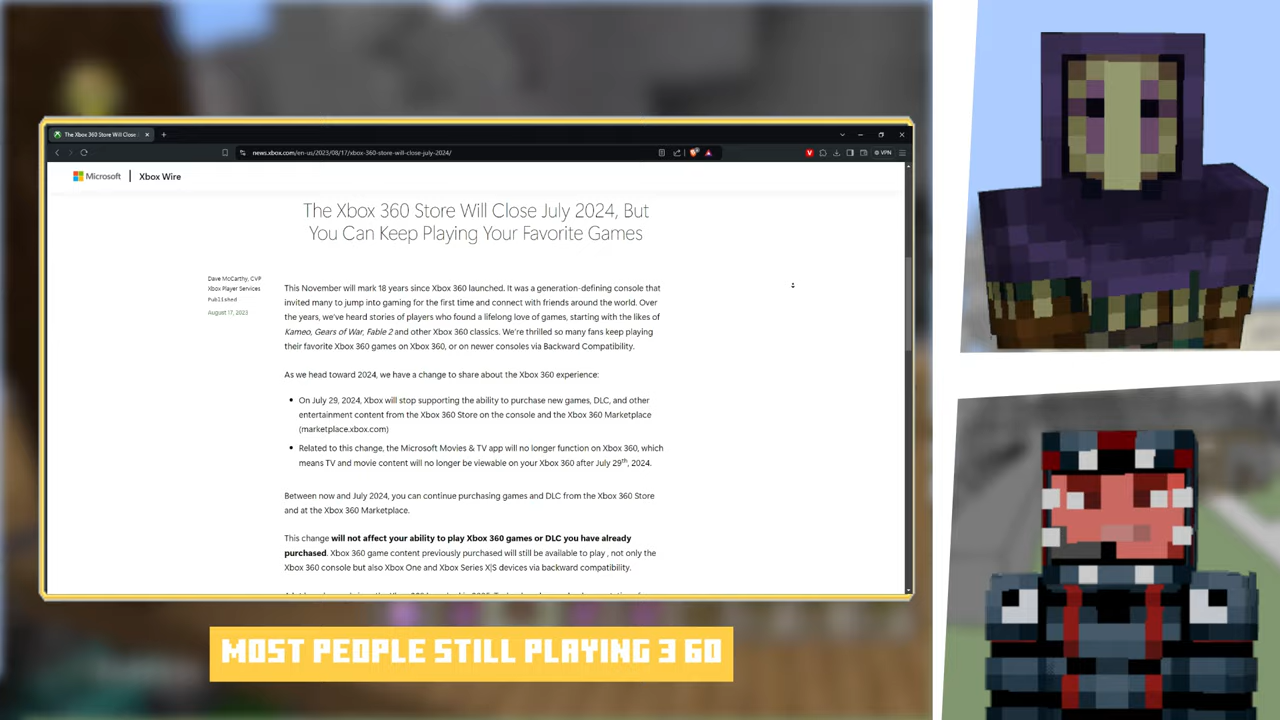 The Xbox 360 Store Will Close
news.xbox.com/en-us/2023/08/17/xbox-360-store-will-close-july-2024/
VPN
Microsoft | Xbox Wire
The Xbox 360 Store Will Close July 2024, But
You Can Keep Playing Your Favorite Games
Dave McCarthy, CVP
Xbox Player Services
Published
August 17, 2023
This November will mark 18 years since Xbox 360 launched. It was a generation-defining console that
invited many to jump into gaming for the first time and connect with friends around the world. Over
the years, we've heard stories of players who found a lifelong love of games, starting with the likes of
Kameo, Gears of War, Fable 2 and other Xbox 360 classics. We're thrilled so many fans keep playing
their favorite Xbox 360 games on Xbox 360, or on newer consoles via Backward Compatibility.
As we head toward 2024, we have a change to share about the Xbox 360 experience:
• On July 29, 2024, Xbox will stop supporting the ability to purchase new games, DLC, and other
entertainment content from the Xbox 360 Store on the console and the Xbox 360 Marketplace
(marketplace.xbox.com)
• Related to this change, the Microsoft Movies & TV app will no longer function on Xbox 360, which
means TV and movie content will no longer be viewable on your Xbox 360 after July 29th, 2024.
Between now and July 2024, you can continue purchasing games and DLC from the Xbox 360 Store
and at the Xbox 360 Marketplace.
This change will not affect your ability to play Xbox 360 games or DLC you have already
purchased. Xbox 360 game content previously purchased will still be available to play , not only the
Xbox 360 console but also Xbox One and Xbox Series X|S devices via backward compatibility.
MOST PEOPLE STILL PLAYING 3 60